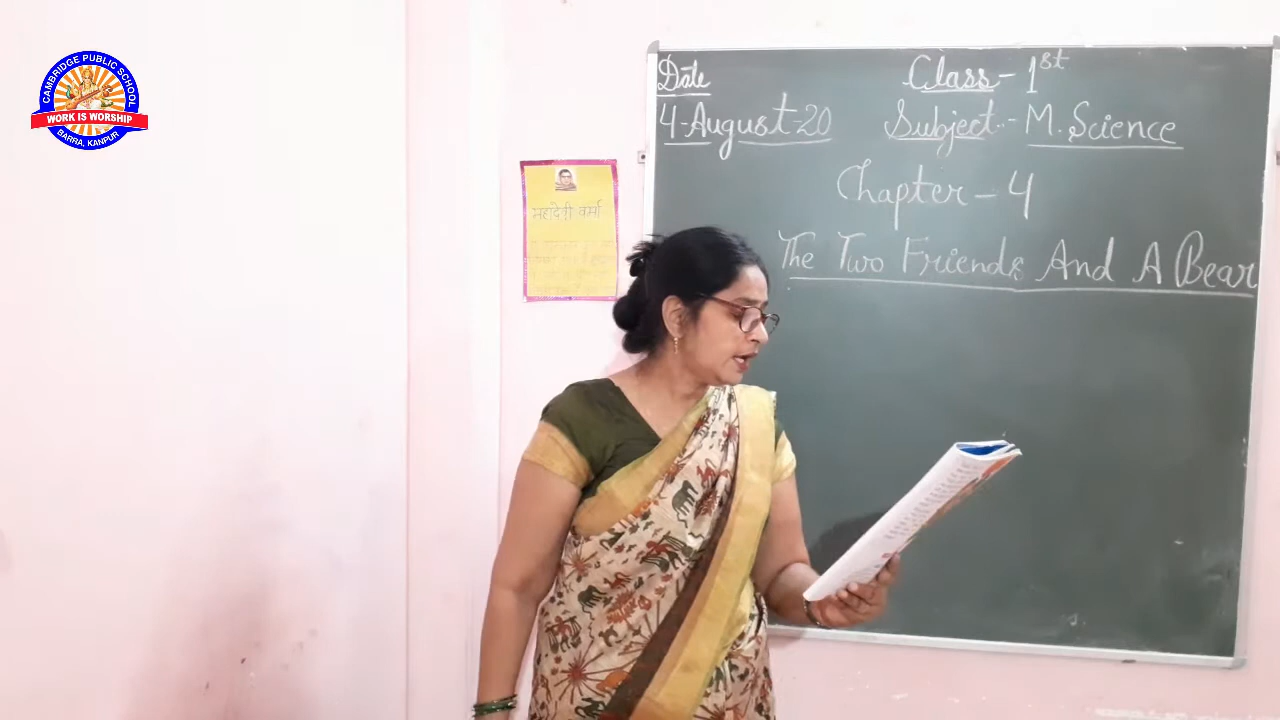 CAMBRIDGE PUBLIC SCHOOL
WORK IS WORSHIP
BARRA, KANPUR
Date
4-August-20
Class - 1st
Subject - M. Science
Chapter - 4
The Two Friends And A Bear
महादेवी वर्मा